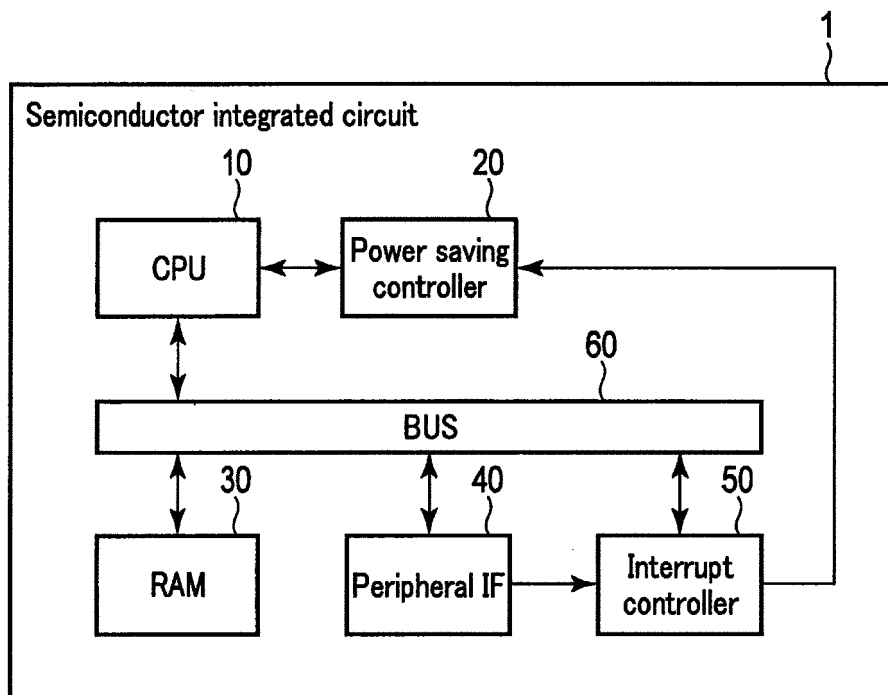 1
Semiconductor integrated circuit
10
20
CPU
Power saving
controller
60
BUS
30
40
50
RAM
Peripheral IF
Interrupt
controller